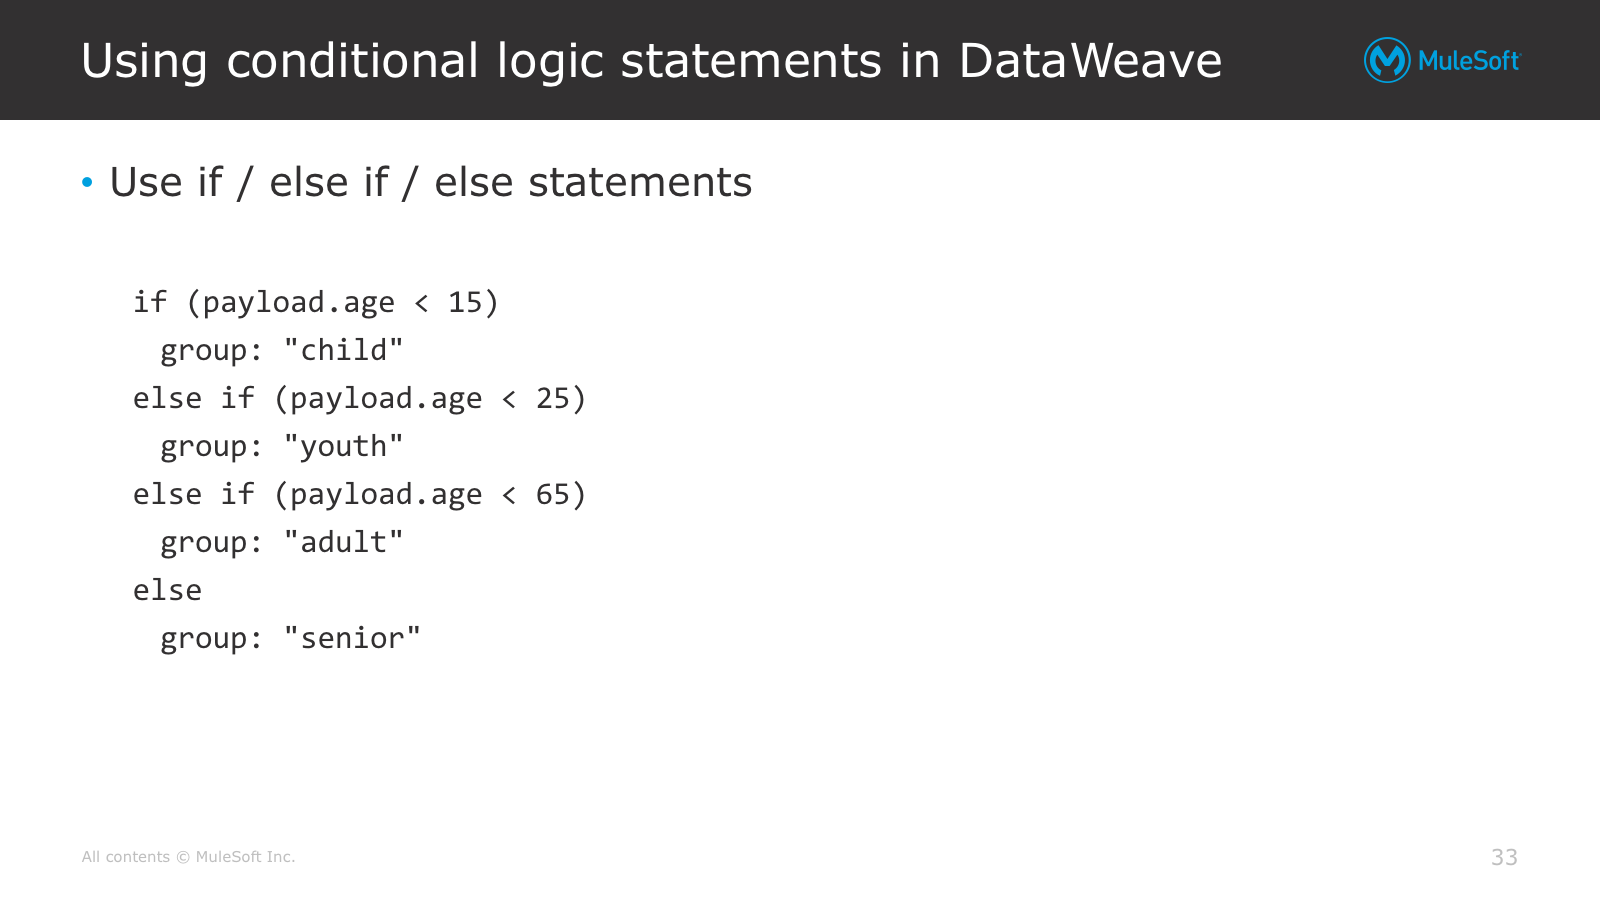 Using conditional logic statements in DataWeave
MuleSoft
• Use if / else if / else statements
if (payload.age < 15)
group: "child"
else if (payload.age < 25)
group: "youth"
else if (payload.age < 65)
group: "adult"
else
group: "senior"
All contents © MuleSoft Inc.
33